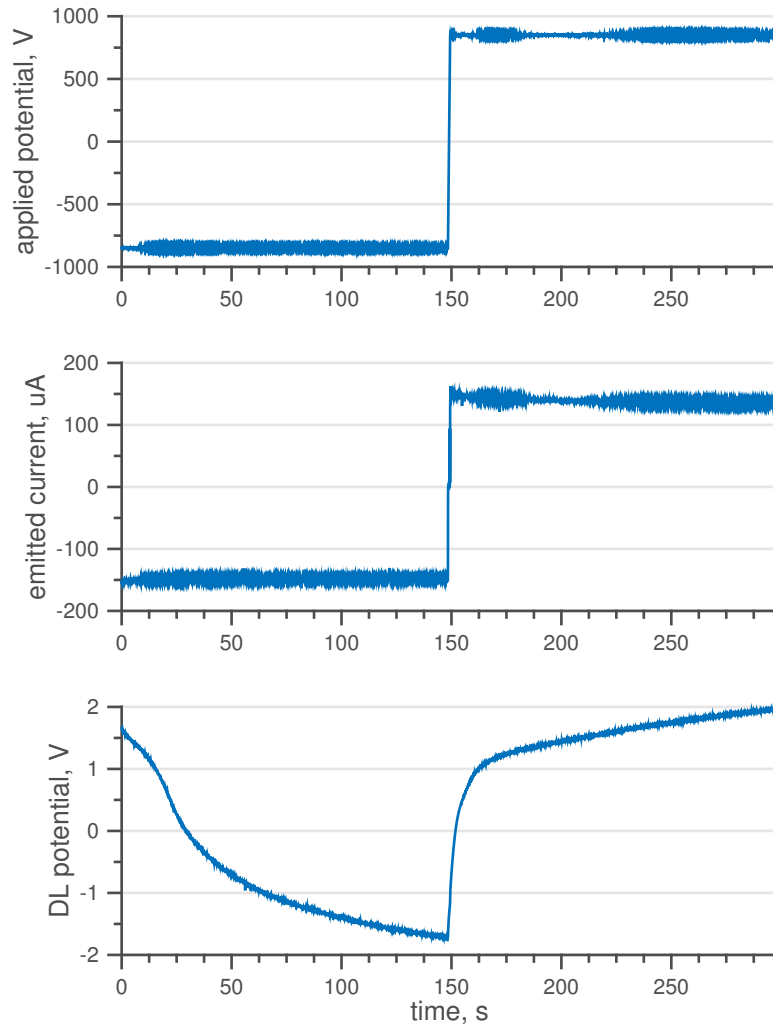 applied potential, V
1000
500
0
-500
-1000
0 50 100 150 200 250
emitted current, uA
200
100
0
-100
-200
0 50 100 150 200 250
DL potential, V
2
1
0
-1
-2
0 50 100 150 200 250
time, s